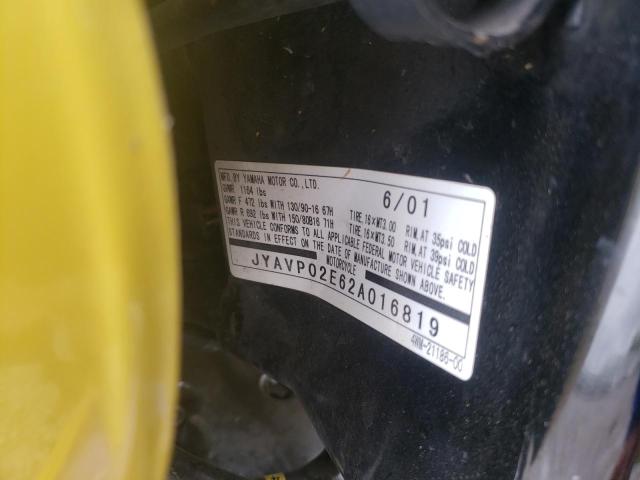 MFD. BY YAMAHA MOTOR CO., LTD. 6/01
GVWR 1164 lbs
GAWR F 472 lbs WITH 130/90-16 67H TIRE 16×MT3.00 RIM. AT 35psi COLD
GAWR R 692 lbs WITH 150/80B16 71H TIRE 16×MT3.50 RIM. AT 39psi COLD
THIS VEHICLE CONFORMS TO ALL APPLICABLE FEDERAL MOTOR VEHICLE SAFETY
STANDARDS IN EFFECT ON THE DATE OF MANUFACTURE SHOWN ABOVE.
MOTORCYCLE
JYAVP02E62A016819
4WM-21186-00